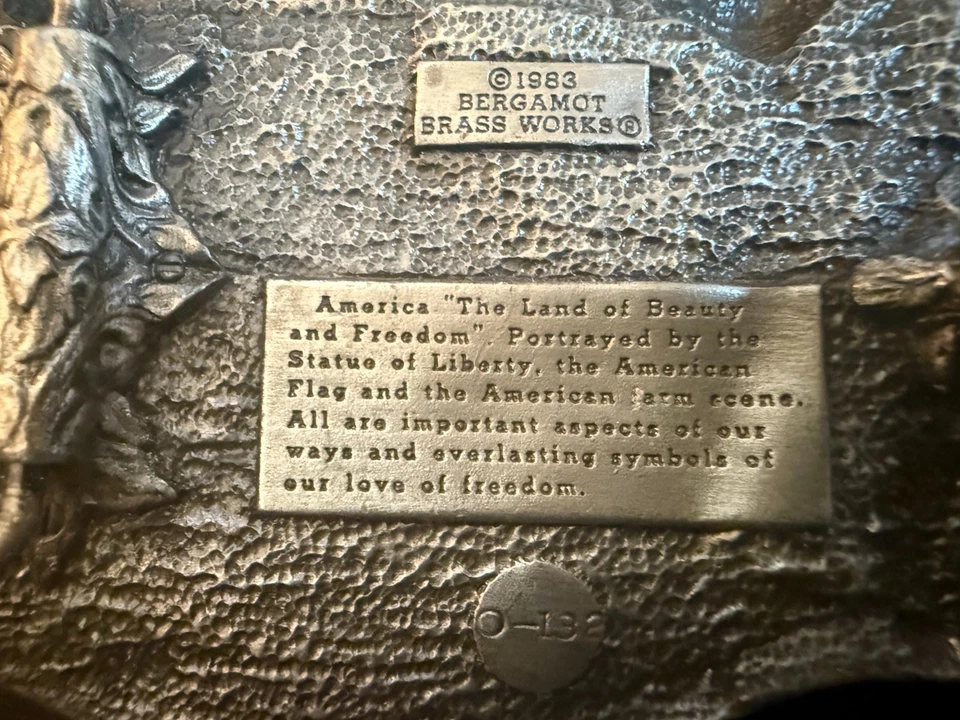 ©1983
BERGAMOT
BRASS WORKS®
America "The Land of Beauty
and Freedom". Portrayed by the
Statue of Liberty, the American
Flag and the American farm scene.
All are important aspects of our
ways and everlasting symbols of
our love of freedom.
O-132